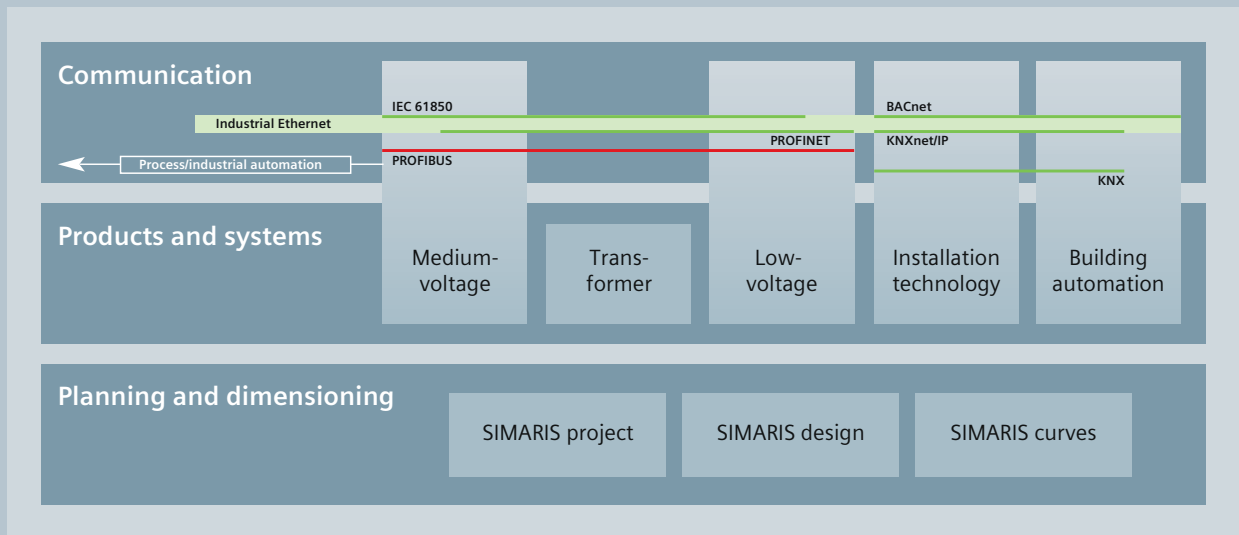 Communication
IEC 61850
BACnet
Industrial Ethernet
PROFINET
KNXnet/IP
Process/industrial automation
PROFIBUS
KNX
Products and systems
Medium-
voltage
Trans-
former
Low-
voltage
Installation
technology
Building
automation
Planning and dimensioning
SIMARIS project
SIMARIS design
SIMARIS curves